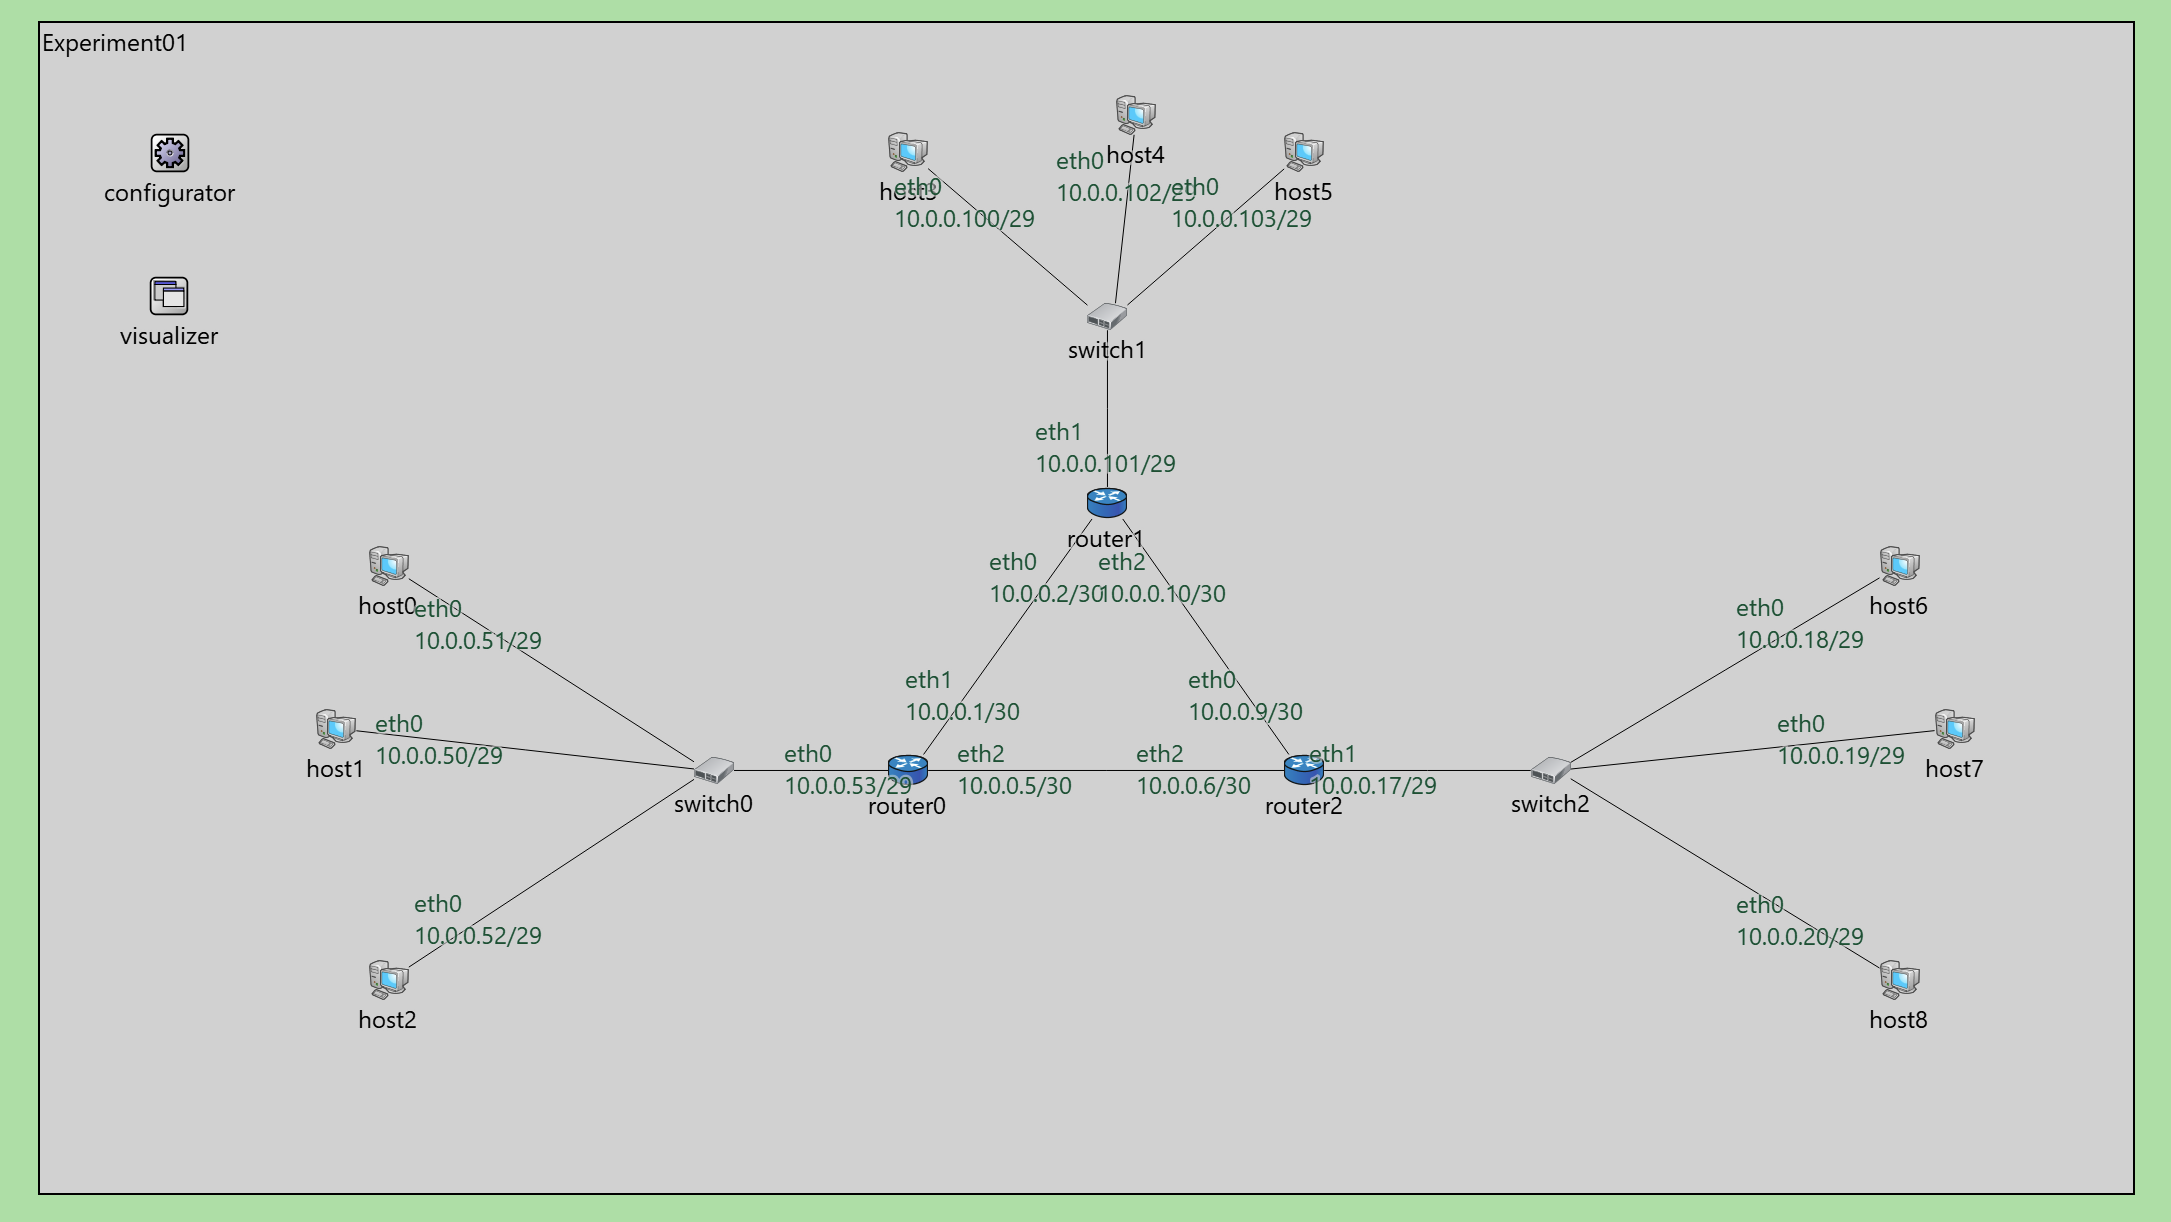 Experiment01
configurator
visualizer
host3
eth0
10.0.0.100/29
host4
eth0
10.0.0.102/29
host5
eth0
10.0.0.103/29
switch1
eth1
10.0.0.101/29
router1
eth0
10.0.0.2/30
eth2
10.0.0.10/30
host0
eth0
10.0.0.51/29
host1
eth0
10.0.0.50/29
host2
eth0
10.0.0.52/29
switch0
eth0
10.0.0.53/29
router0
eth1
10.0.0.1/30
eth2
10.0.0.5/30
eth0
10.0.0.9/30
eth2
10.0.0.6/30
router2
eth1
10.0.0.17/29
switch2
host6
eth0
10.0.0.18/29
host7
eth0
10.0.0.19/29
host8
eth0
10.0.0.20/29